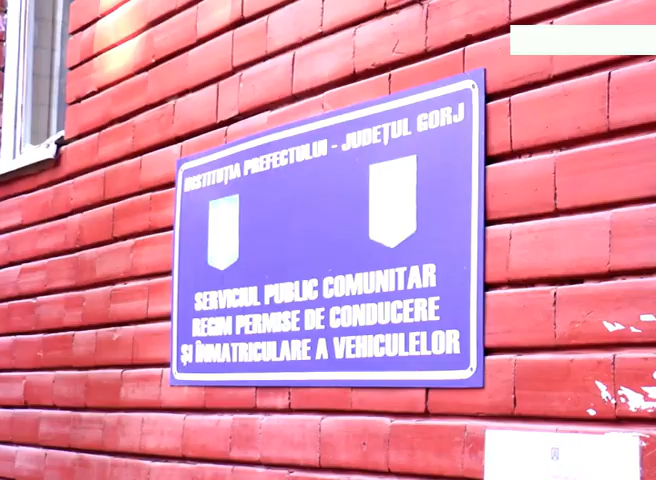 INSTITUȚIA PREFECTULUI - JUDEȚUL GORJ
SERVICIUL PUBLIC COMUNITAR
REGIM PERMISE DE CONDUCERE
ȘI ÎNMATRICULARE A VEHICULELOR